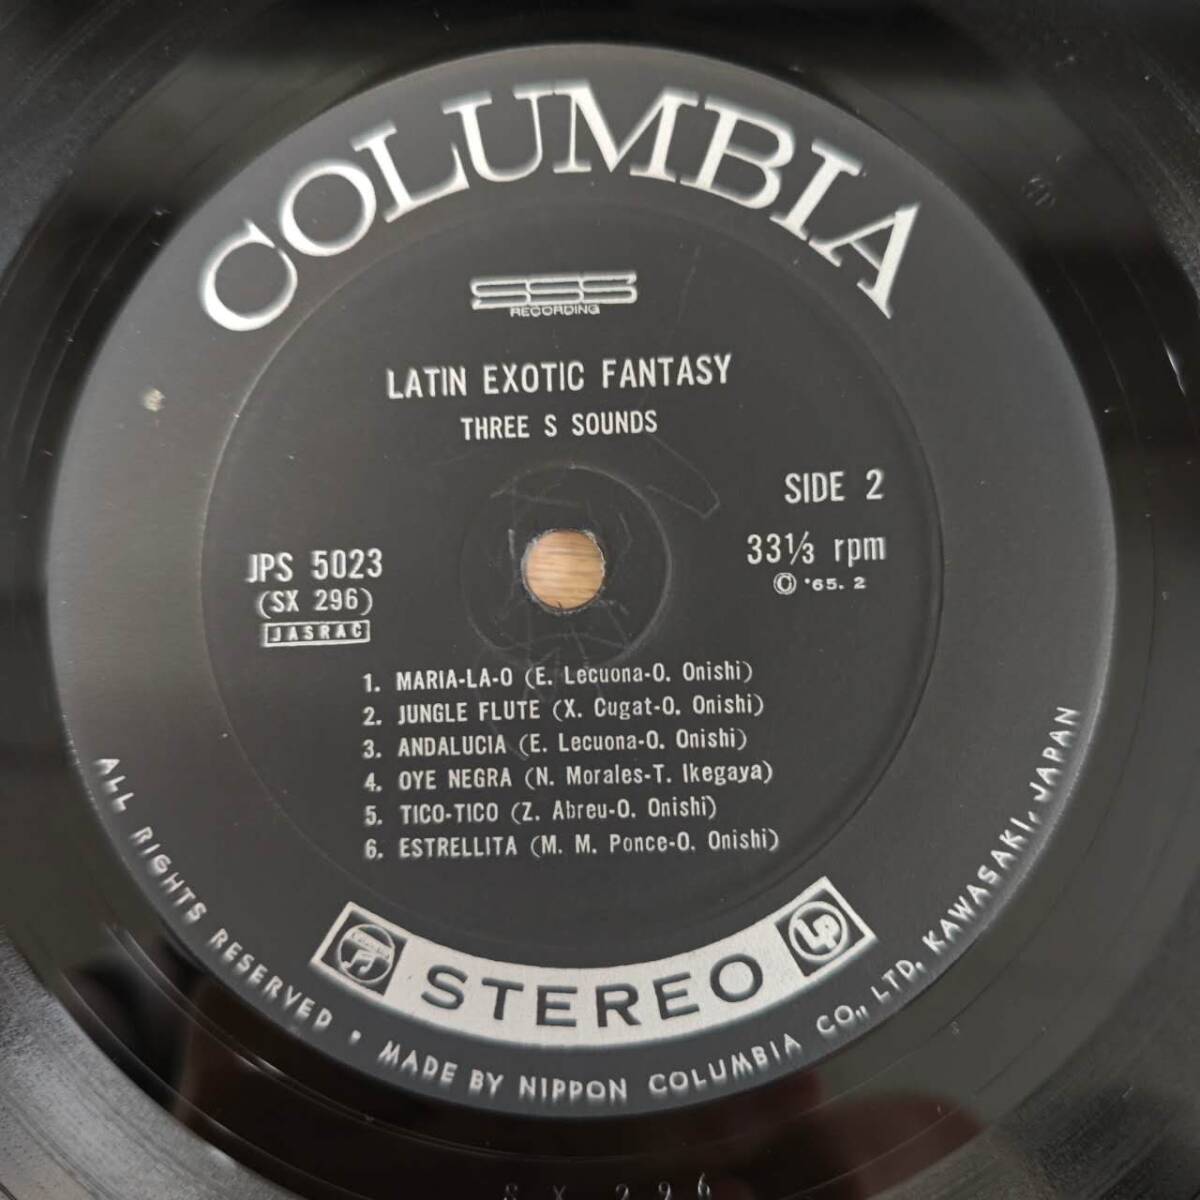 COLUMBIA
SSS
RECORDING
LATIN EXOTIC FANTASY
THREE S SOUNDS
SIDE 2
JPS 5023
(SX 296)
JASRAC
33⅓ rpm
Ⓒ '65. 2
1. MARIA-LA-O (E. Lecuona-O. Onishi)
2. JUNGLE FLUTE (X. Cugat-O. Onishi)
3. ANDALUCIA (E. Lecuona-O. Onishi)
4. OYE NEGRA (N. Morales-T. Ikegaya)
5. TICO-TICO (Z. Abreu-O. Onishi)
6. ESTRELLITA (M. M. Ponce-O. Onishi)
STEREO
LP
ALL RIGHTS RESERVED • MADE BY NIPPON COLUMBIA CO., LTD. KAWASAKI, JAPAN
S X 2 9 6